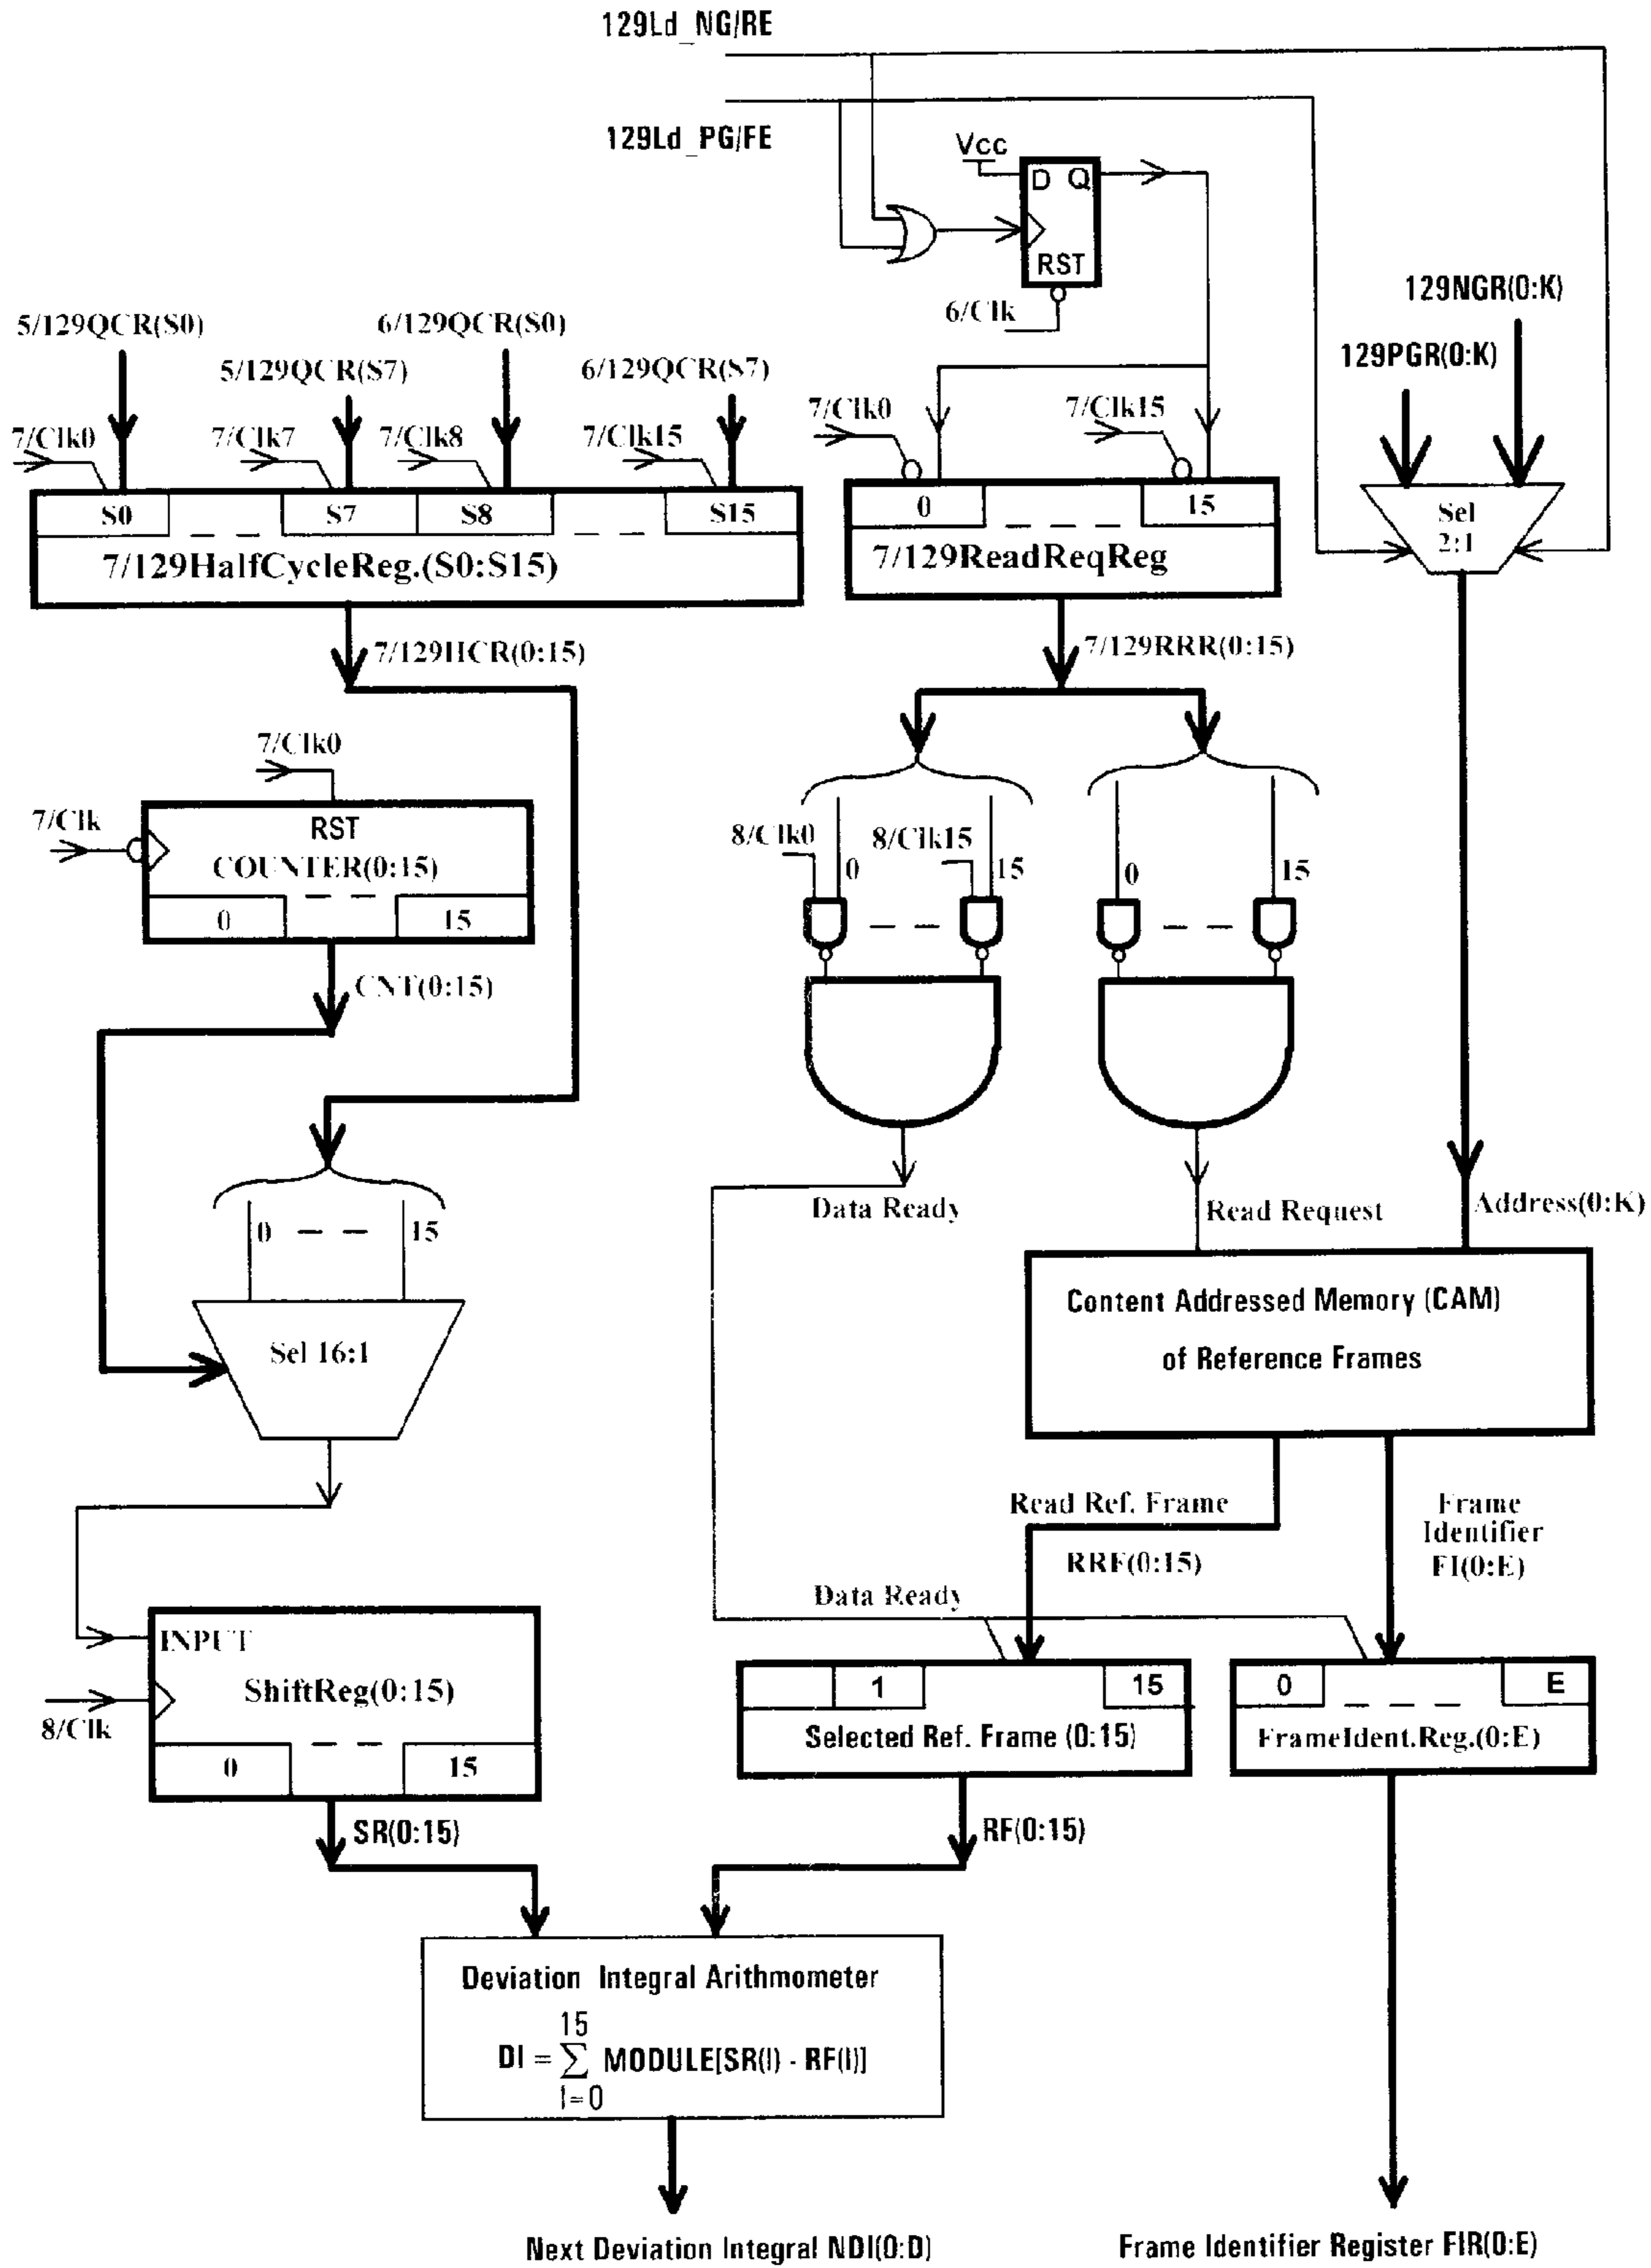 129Ld_NG/RE
129Ld_PG/FE
Vcc
D Q
RST
6/Clk
129NGR(0:K)
129PGR(0:K)
5/129QCR(S0)
6/129QCR(S0)
5/129QCR(S7)
6/129QCR(S7)
7/Clk0
7/Clk7
7/Clk8
7/Clk15
7/Clk0
7/Clk15
S0
S7
S8
S15
7/129HalfCycleReg.(S0:S15)
0
15
7/129ReadReqReg
Sel
2:1
7/129HCR(0:15)
7/129RRR(0:15)
7/Clk0
7/Clk
RST
COUNTER(0:15)
0
15
8/Clk0
0
8/Clk15
15
0
15
CNT(0:15)
Data Ready
Read Request
Address(0:K)
0
15
Sel 16:1
Content Addressed Memory (CAM)
of Reference Frames
Read Ref. Frame
RRF(0:15)
Frame
Identifier
FI(0:E)
Data Ready
INPUT
ShiftReg(0:15)
8/Clk
0
15
1
15
Selected Ref. Frame (0:15)
0
E
FrameIdent.Reg.(0:E)
SR(0:15)
RF(0:15)
Deviation Integral Arithmometer
15
DI = ∑ MODULE[SR(I) - RF(I)]
I=0
Next Deviation Integral NDI(0:D)
Frame Identifier Register FIR(0:E)